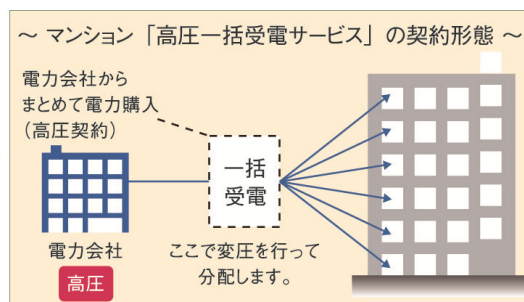 ～ マンション「高圧一括受電サービス」の契約形態 ～
電力会社から
まとめて電力購入
(高圧契約)
一括
受電
電力会社
高圧
ここで変圧を行って
分配します。